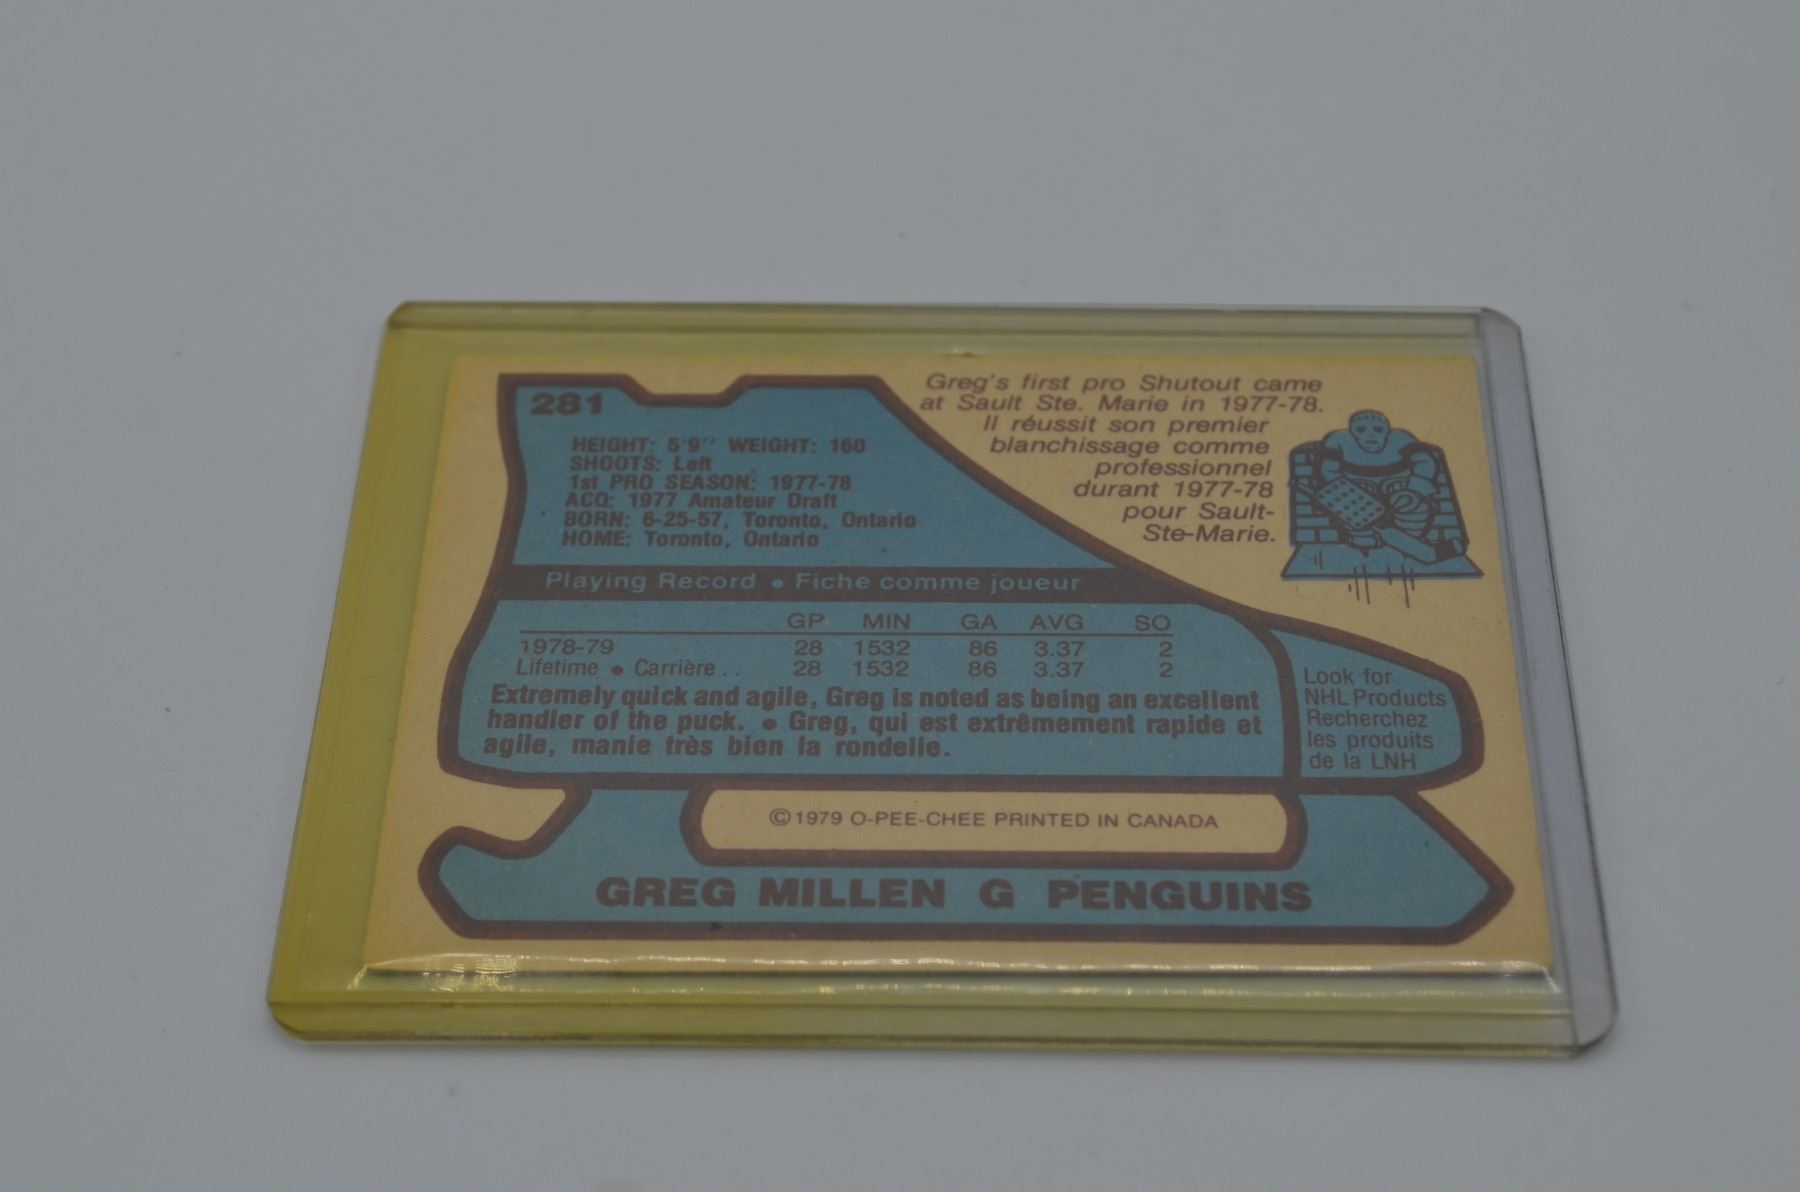 281
HEIGHT: 5'9'' WEIGHT: 160
SHOOTS: Left
1st PRO SEASON: 1977-78
ACQ: 1977 Amateur Draft
BORN: 6-25-57, Toronto, Ontario
HOME: Toronto, Ontario
Greg's first pro Shutout came
at Sault Ste. Marie in 1977-78.
Il réussit son premier
blanchissage comme
professionnel
durant 1977-78
pour Sault-
Ste-Marie.
Playing Record • Fiche comme joueur
GP MIN GA AVG SO
1978-79 28 1532 86 3.37 2
Lifetime • Carrière . . 28 1532 86 3.37 2
Extremely quick and agile, Greg is noted as being an excellent
handler of the puck. • Greg, qui est extrêmement rapide et
agile, manie très bien la rondelle.
Look for
NHL Products
Recherchez
les produits
de la LNH
©1979 O-PEE-CHEE PRINTED IN CANADA
GREG MILLEN G PENGUINS